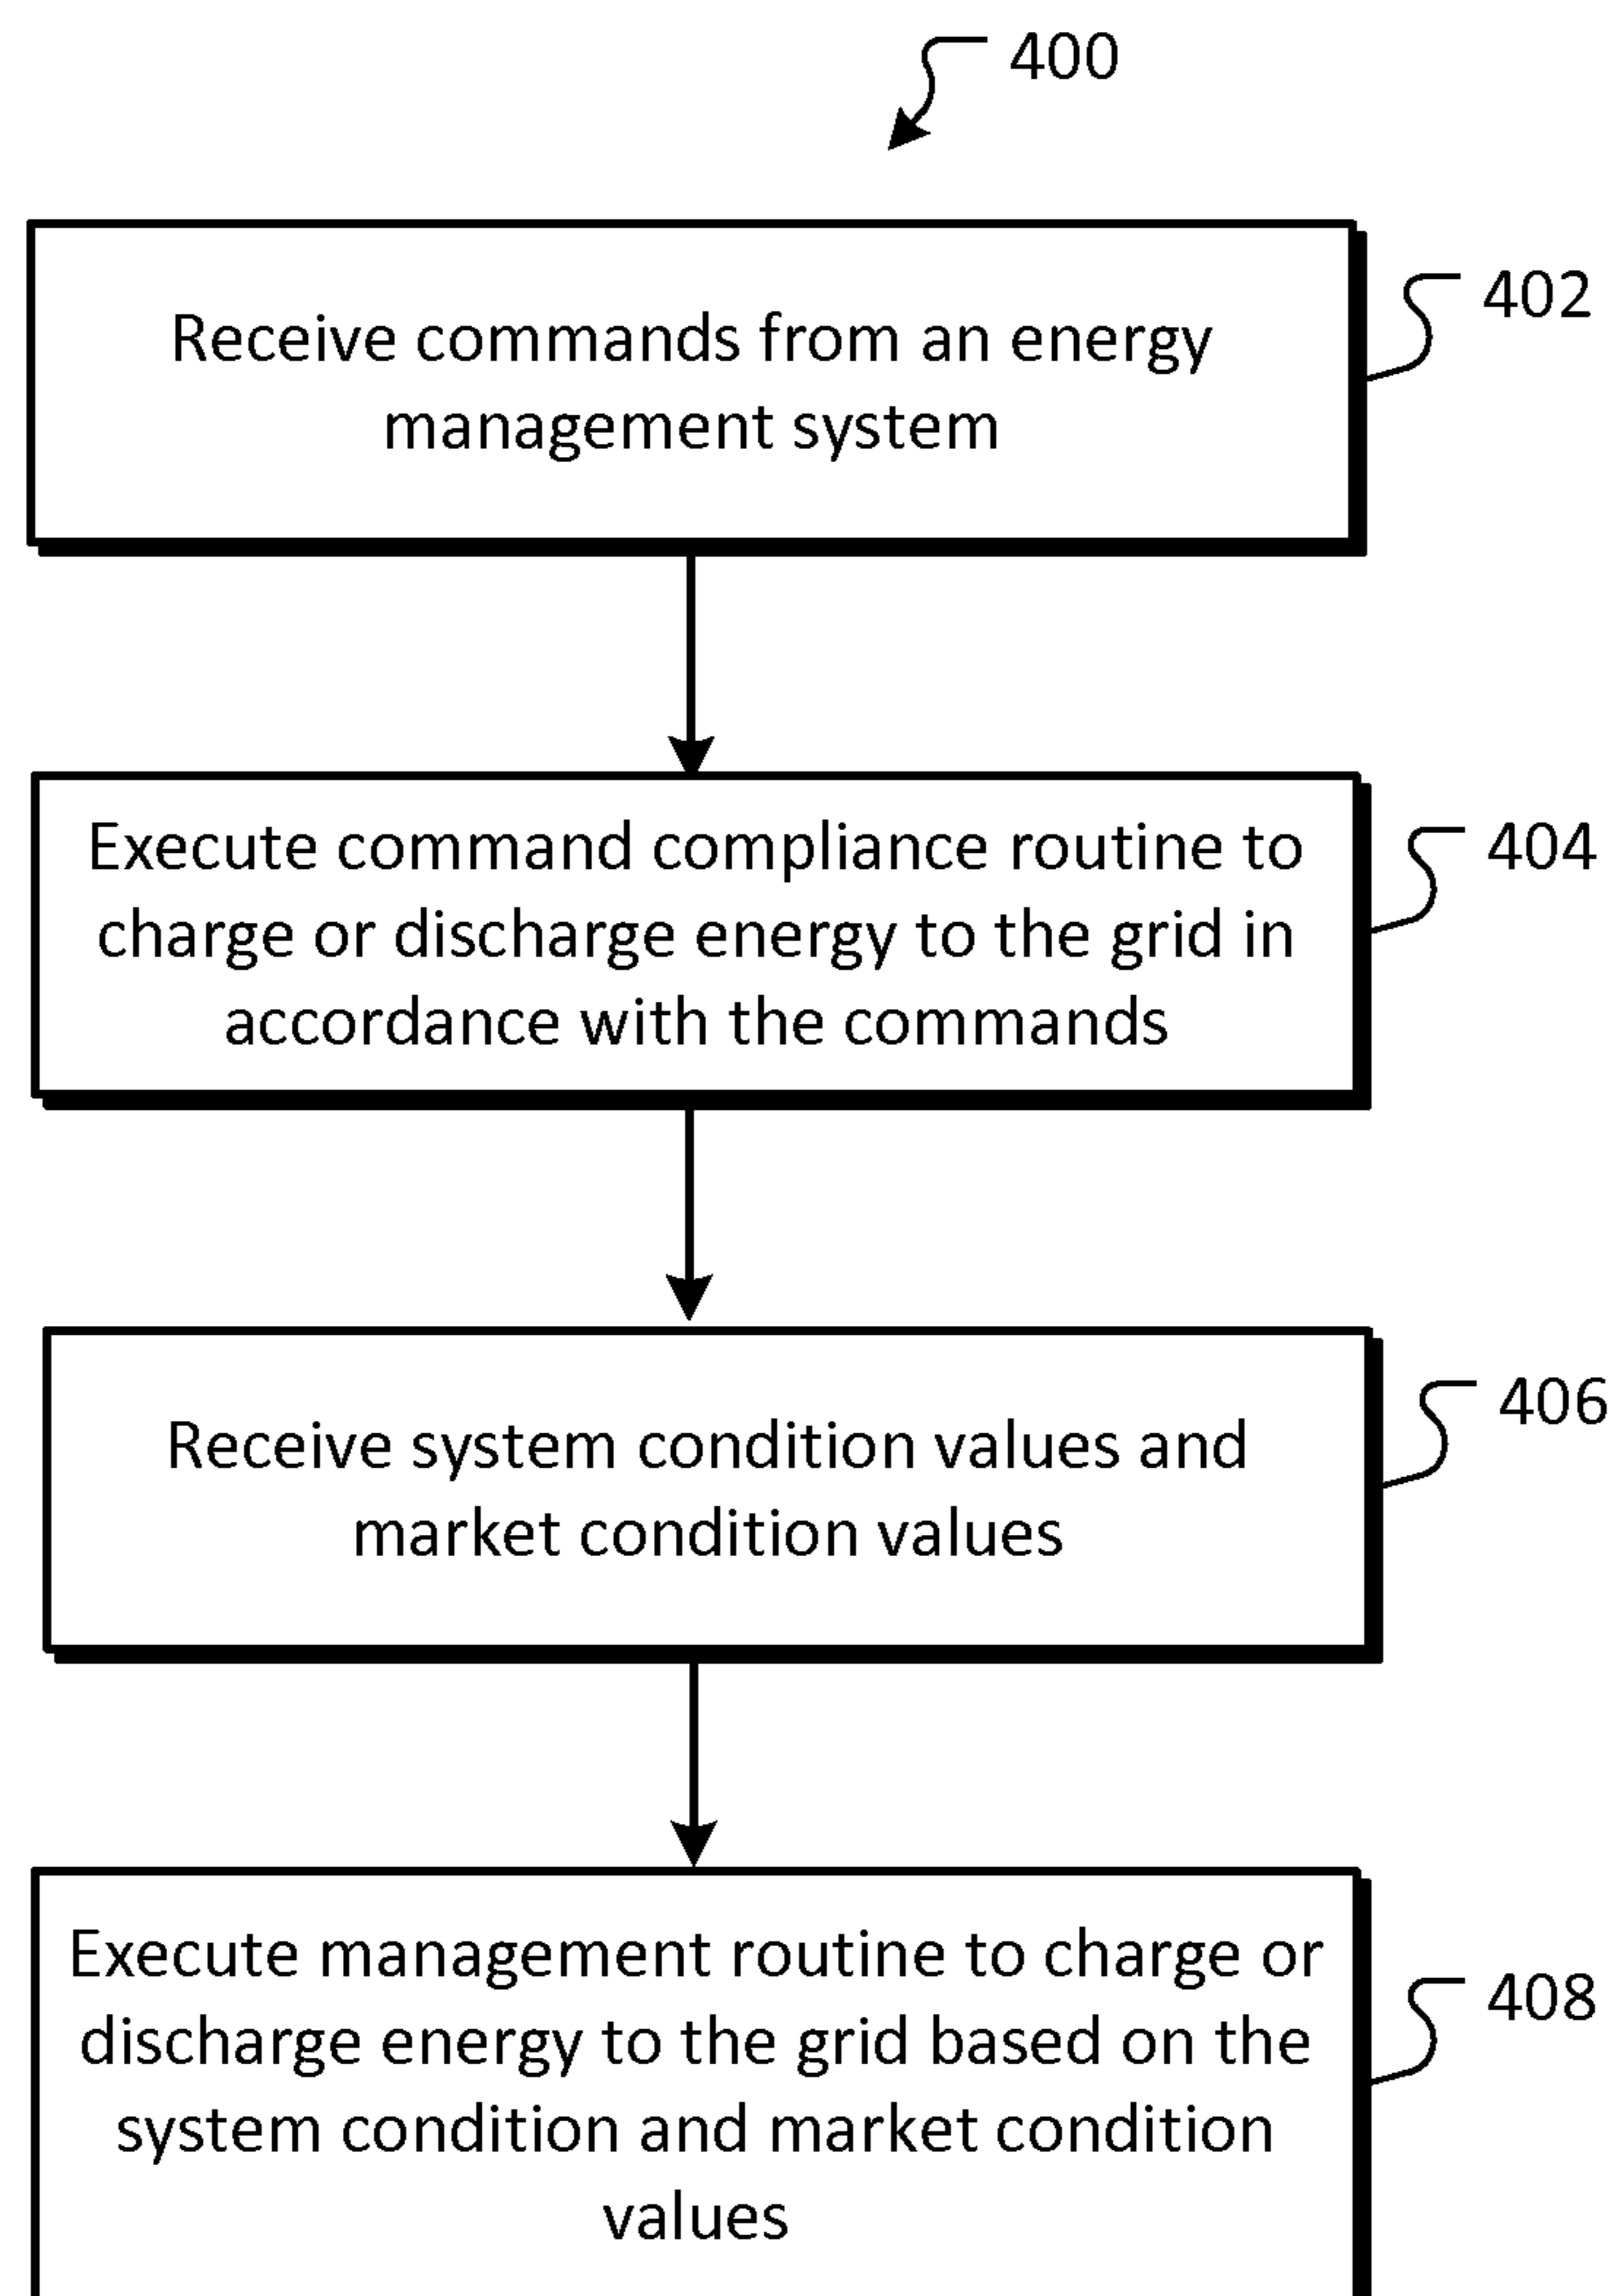 400
Receive commands from an energy
management system
402
Execute command compliance routine to
charge or discharge energy to the grid in
accordance with the commands
404
Receive system condition values and
market condition values
406
Execute management routine to charge or
discharge energy to the grid based on the
system condition and market condition
values
408